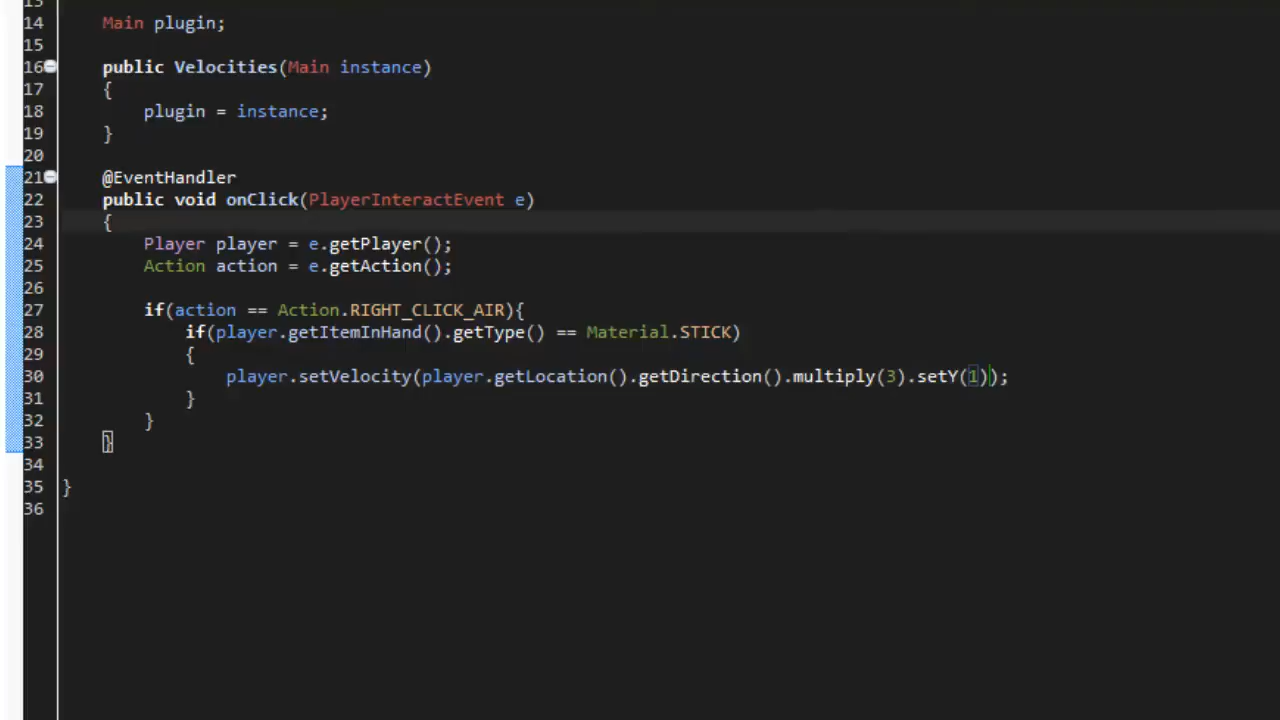 13
14 Main plugin;
15
16 public Velocities(Main instance)
17 {
18 plugin = instance;
19 }
20
21 @EventHandler
22 public void onClick(PlayerInteractEvent e)
23 {
24 Player player = e.getPlayer();
25 Action action = e.getAction();
26
27 if(action == Action.RIGHT_CLICK_AIR){
28 if(player.getItemInHand().getType() == Material.STICK)
29 {
30 player.setVelocity(player.getLocation().getDirection().multiply(3).setY(1));
31 }
32 }
33 }
34
35 }
36